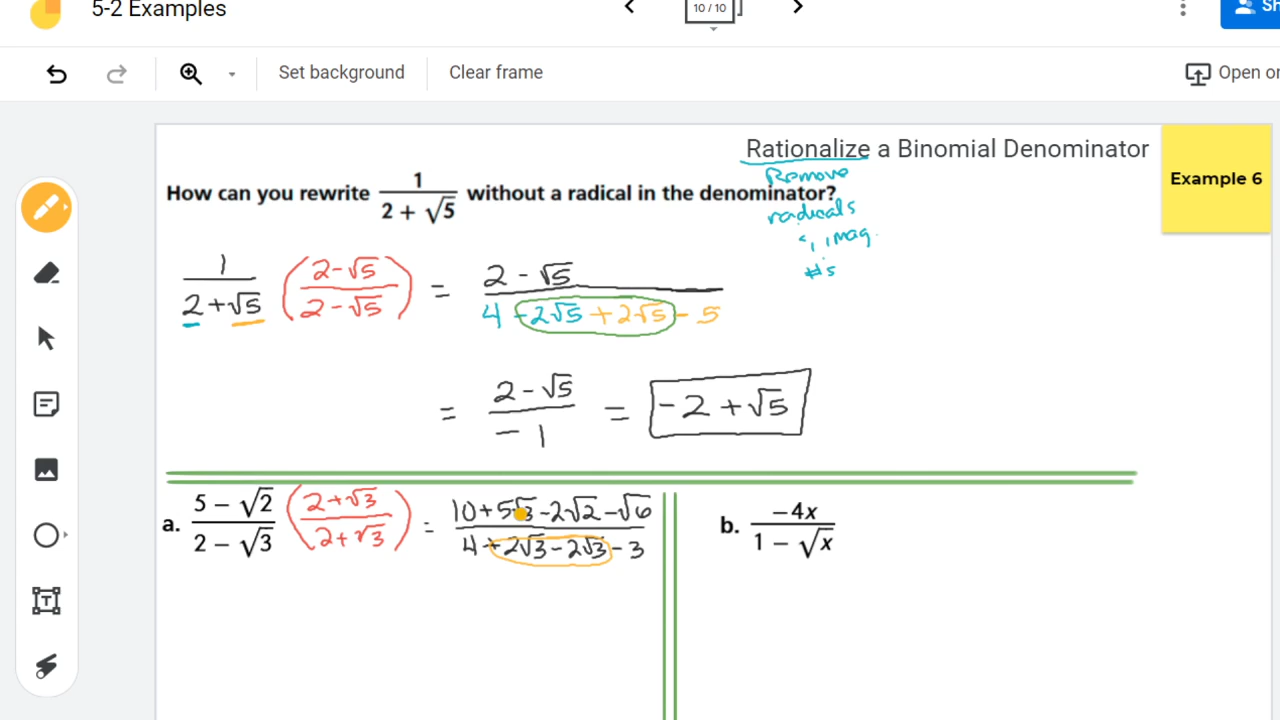 5-2 Examples
10 / 10
Set background
Clear frame
Rationalize a Binomial Denominator
Example 6
Remove
radicals
imag.
#'s
How can you rewrite 1/(2 + √5) without a radical in the denominator?
1/(2 + √5) ((2 - √5)/(2 - √5)) = (2 - √5)/(4 - 2√5 + 2√5 - 5)
= (2 - √5)/(-1) = -2 + √5
a. (5 - √2)/(2 - √3) ((2 + √3)/(2 + √3)) = (10 + 5√3 - 2√2 - √6)/(4 + 2√3 - 2√3 - 3)
b. (-4x)/(1 - √x)